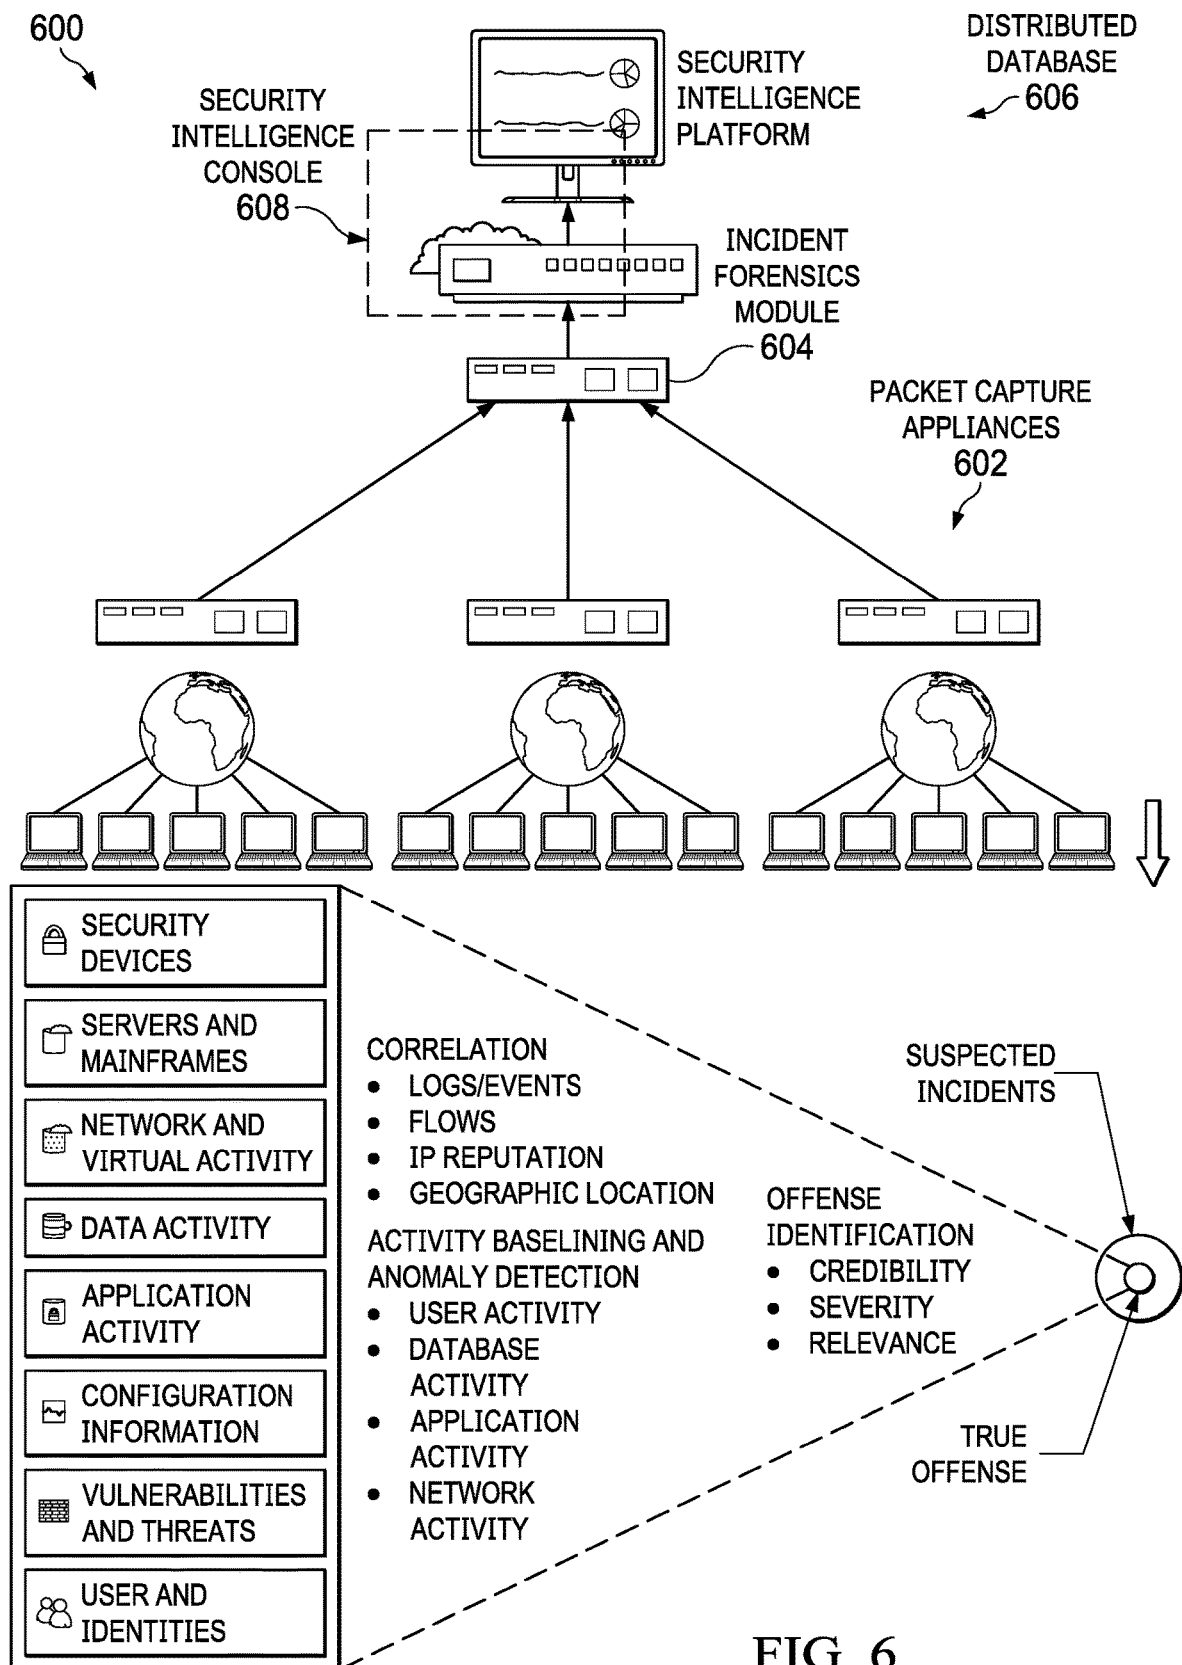 600
DISTRIBUTED
DATABASE
606
SECURITY
INTELLIGENCE
PLATFORM
SECURITY
INTELLIGENCE
CONSOLE
608
INCIDENT
FORENSICS
MODULE
604
PACKET CAPTURE
APPLIANCES
602
SECURITY
DEVICES
SERVERS AND
MAINFRAMES
NETWORK AND
VIRTUAL ACTIVITY
DATA ACTIVITY
APPLICATION
ACTIVITY
CONFIGURATION
INFORMATION
VULNERABILITIES
AND THREATS
USER AND
IDENTITIES
CORRELATION
• LOGS/EVENTS
• FLOWS
• IP REPUTATION
• GEOGRAPHIC LOCATION
ACTIVITY BASELINING AND
ANOMALY DETECTION
• USER ACTIVITY
• DATABASE
ACTIVITY
• APPLICATION
ACTIVITY
• NETWORK
ACTIVITY
OFFENSE
IDENTIFICATION
• CREDIBILITY
• SEVERITY
• RELEVANCE
SUSPECTED
INCIDENTS
TRUE
OFFENSE
FIG. 6